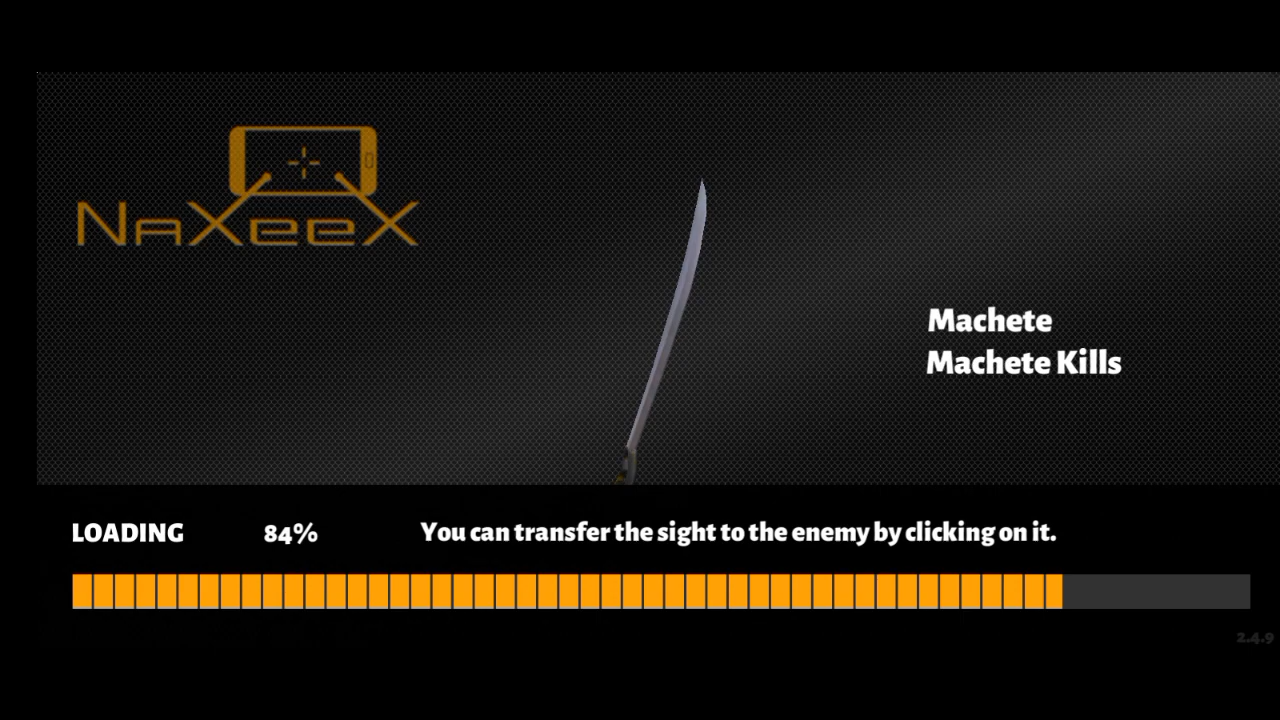 NAXeeX
Machete
Machete Kills
LOADING 84% You can transfer the sight to the enemy by clicking on it.
2.4.9